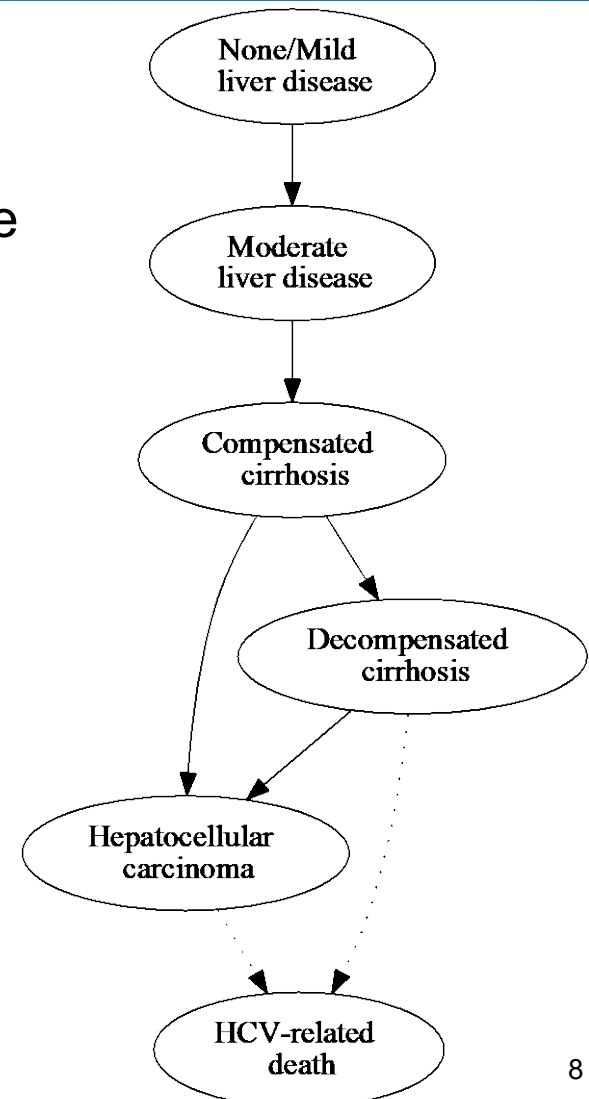 None/Mild
liver disease
e
Moderate
liver disease
Compensated
cirrhosis
Decompensated
cirrhosis
Hepatocellular
carcinoma
HCV-related
death
8